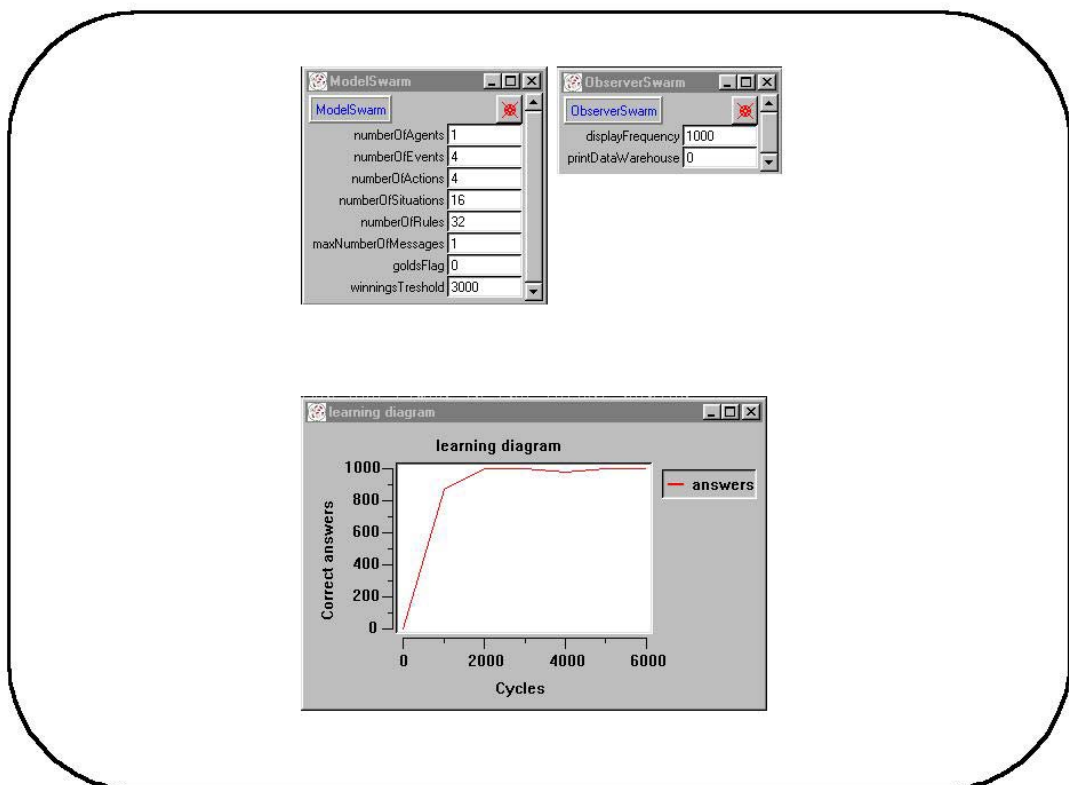 ModelSwarm
ModelSwarm
numberOfAgents 1
numberOfEvents 4
numberOfActions 4
numberOfSituations 16
numberOfRules 32
maxNumberOfMessages 1
goldsFlag 0
winningsTreshold 3000
ObserverSwarm
ObserverSwarm
displayFrequency 1000
printDataWarehouse 0
learning diagram
learning diagram
1000
800
600
400
200
0
Correct answers
0 2000 4000 6000
Cycles
answers